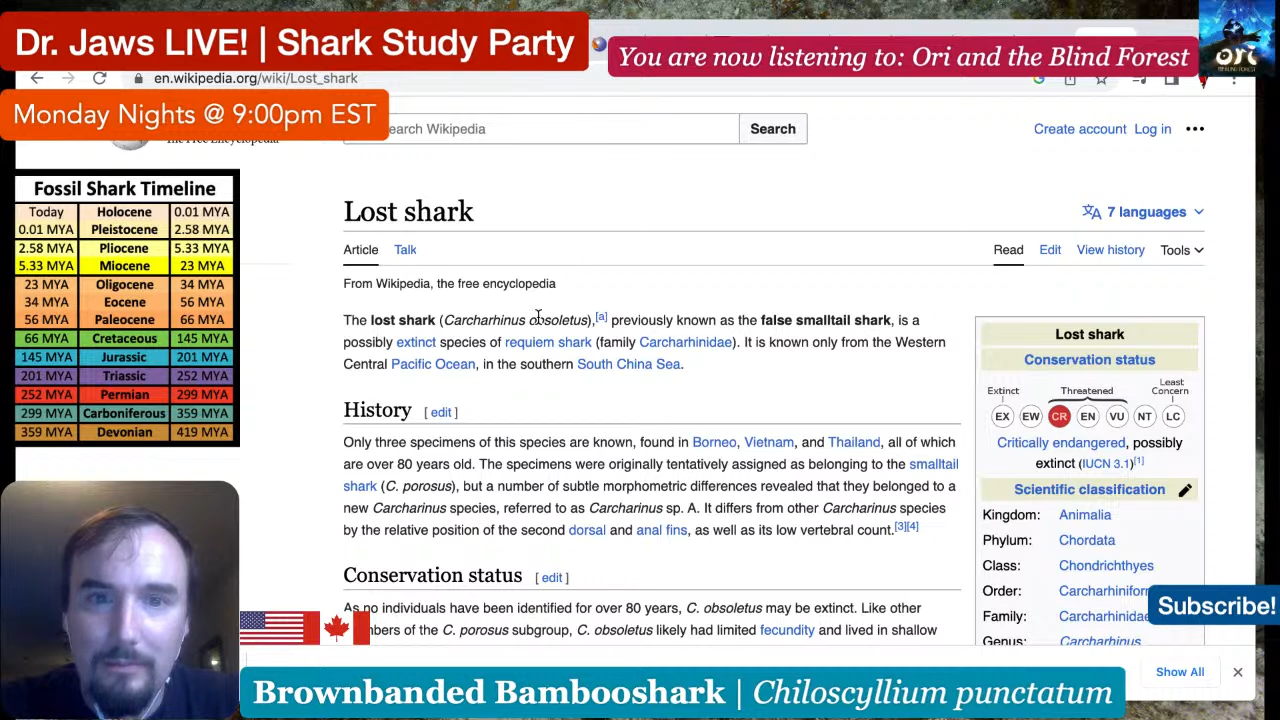 Dr. Jaws LIVE! | Shark Study Party
You are now listening to: Ori and the Blind Forest
ori
en.wikipedia.org/wiki/Lost_shark
Monday Nights @ 9:00pm EST
Search Wikipedia
Search
Create account Log in •••
Fossil Shark Timeline
Today Holocene 0.01 MYA
0.01 MYA Pleistocene 2.58 MYA
2.58 MYA Pliocene 5.33 MYA
5.33 MYA Miocene 23 MYA
23 MYA Oligocene 34 MYA
34 MYA Eocene 56 MYA
56 MYA Paleocene 66 MYA
66 MYA Cretaceous 145 MYA
145 MYA Jurassic 201 MYA
201 MYA Triassic 252 MYA
252 MYA Permian 299 MYA
299 MYA Carboniferous 359 MYA
359 MYA Devonian 419 MYA
Lost shark
7 languages
Article Talk
Read Edit View history Tools
From Wikipedia, the free encyclopedia
The lost shark (Carcharhinus obsoletus),[a] previously known as the false smalltail shark, is a
possibly extinct species of requiem shark (family Carcharhinidae). It is known only from the Western
Central Pacific Ocean, in the southern South China Sea.
History [ edit ]
Only three specimens of this species are known, found in Borneo, Vietnam, and Thailand, all of which
are over 80 years old. The specimens were originally tentatively assigned as belonging to the smalltail
shark (C. porosus), but a number of subtle morphometric differences revealed that they belonged to a
new Carcharinus species, referred to as Carcharinus sp. A. It differs from other Carcharinus species
by the relative position of the second dorsal and anal fins, as well as its low vertebral count.[3][4]
Conservation status [ edit ]
As no individuals have been identified for over 80 years, C. obsoletus may be extinct. Like other
members of the C. porosus subgroup, C. obsoletus likely had limited fecundity and lived in shallow
Lost shark
Conservation status
Extinct Threatened Least Concern
EX EW CR EN VU NT LC
Critically endangered, possibly
extinct (IUCN 3.1)[1]
Scientific classification
Kingdom: Animalia
Phylum: Chordata
Class: Chondrichthyes
Order: Carcharhiniform
Family: Carcharhinidae
Genus: Carcharhinus
Subscribe!
Show All
Brownbanded Bambooshark | Chiloscyllium punctatum